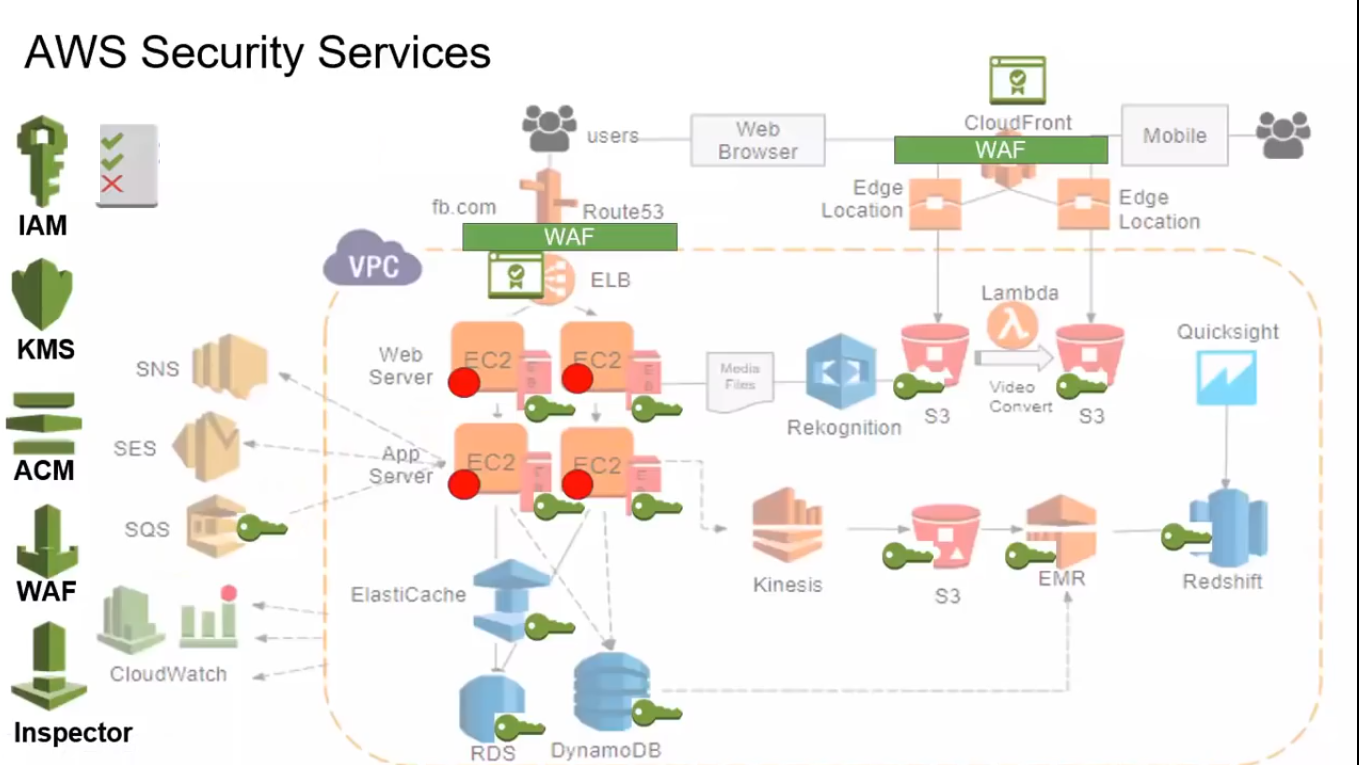 AWS Security Services
IAM
KMS
ACM
WAF
Inspector
users
Web
Browser
CloudFront
WAF
Mobile
Edge
Location
Edge
Location
fb.com
Route53
WAF
VPC
ELB
Web
Server
EC2
EC2
Media
Files
Rekognition
S3
Lambda
Video
Convert
S3
Quicksight
SNS
SES
SQS
App
Server
EC2
EC2
Kinesis
S3
EMR
Redshift
CloudWatch
ElastiCache
RDS
DynamoDB